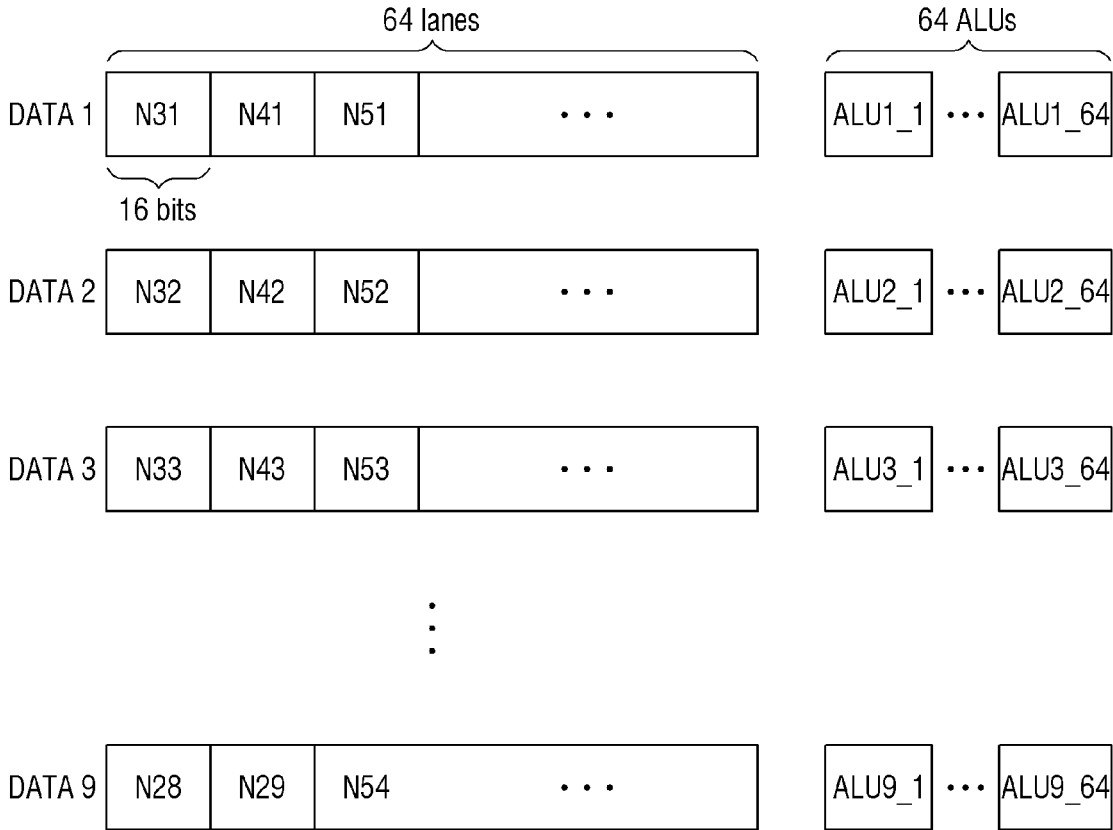 64 lanes 64 ALUs
DATA 1 N31 N41 N51 ... ALU1_1 ... ALU1_64
16 bits
DATA 2 N32 N42 N52 ... ALU2_1 ... ALU2_64
DATA 3 N33 N43 N53 ... ALU3_1 ... ALU3_64
DATA 9 N28 N29 N54 ... ALU9_1 ... ALU9_64